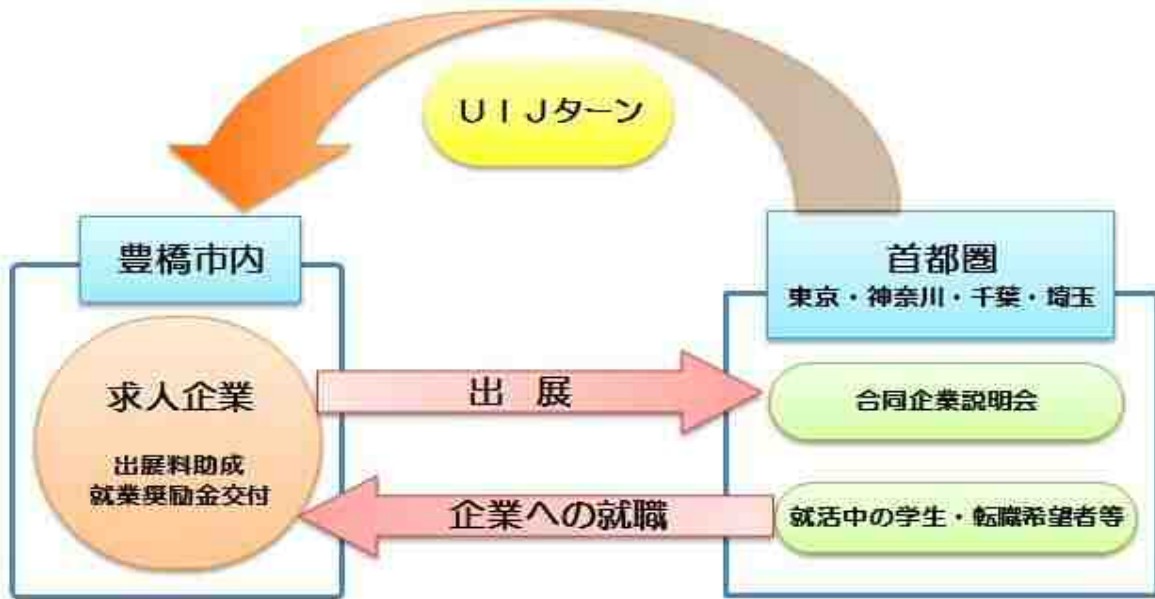 UIJターン
豊橋市内
首都圏
東京・神奈川・千葉・埼玉
求人企業
出展料助成
就業奨励金交付
出 展
合同企業説明会
企業への就職
就活中の学生・転職希望者等